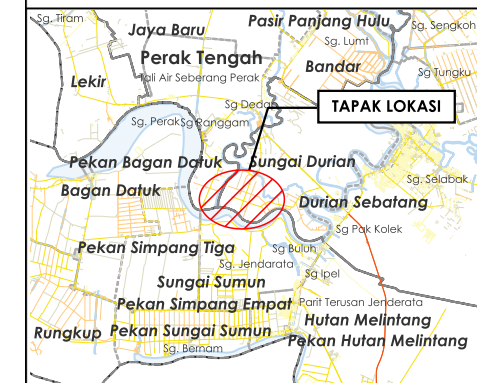 Sg. Tiram
Pasir Panjang Hulu
Sg. Sengkoh
Jaya Baru
Sg. Lumt
Perak Tengah
Bandar
Sg Tungku
Lekir
Tali Air Seberang Perak
Sg Dedap
TAPAK LOKASI
Sg. Perak
Sg Ranggam
Pekan Bagan Datuk
Sungai Durian
Sg. Selabak
Bagan Datuk
Durian Sebatang
Sg Pak Kolek
Pekan Simpang Tiga
Sg Buluh
Sg. Jendarata
Sg Ipel
Sungai Sumun
Pekan Simpang Empat
Parit Terusan Jenderata
Hutan Melintang
Rungkup
Pekan Sungai Sumun
Pekan Hutan Melintang
Sg. Bernam